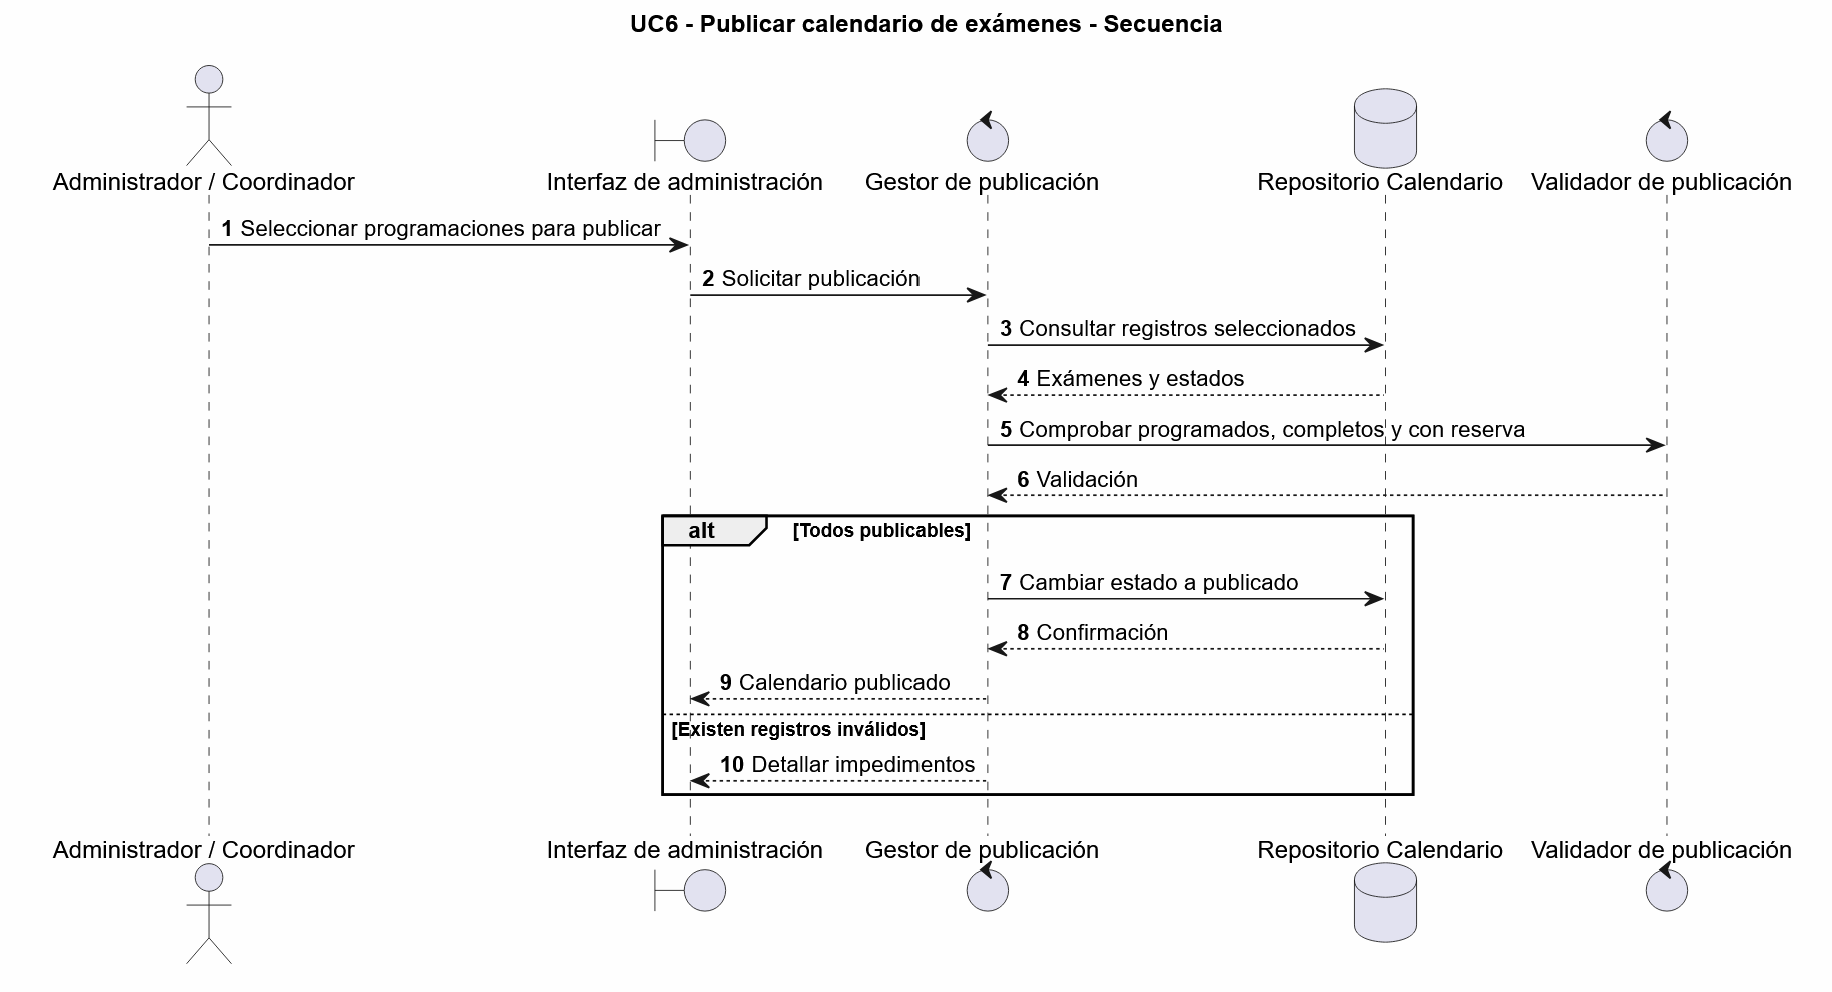 UC6 - Publicar calendario de exámenes - Secuencia
Administrador / Coordinador
Interfaz de administración
Gestor de publicación
Repositorio Calendario
Validador de publicación
1 Seleccionar programaciones para publicar
2 Solicitar publicación
3 Consultar registros seleccionados
4 Exámenes y estados
5 Comprobar programados, completos y con reserva
6 Validación
alt [Todos publicables]
7 Cambiar estado a publicado
8 Confirmación
9 Calendario publicado
[Existen registros inválidos]
10 Detallar impedimentos
Administrador / Coordinador
Interfaz de administración
Gestor de publicación
Repositorio Calendario
Validador de publicación